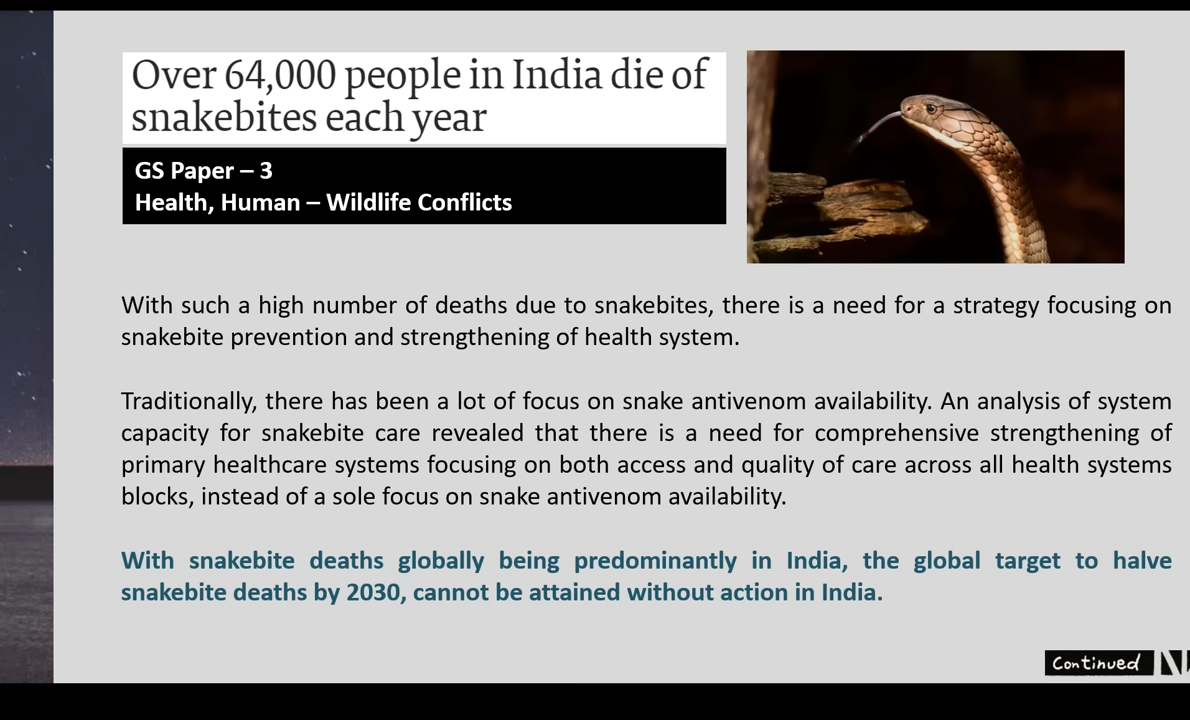 Over 64,000 people in India die of
snakebites each year
GS Paper – 3
Health, Human – Wildlife Conflicts
With such a high number of deaths due to snakebites, there is a need for a strategy focusing on
snakebite prevention and strengthening of health system.
Traditionally, there has been a lot of focus on snake antivenom availability. An analysis of system
capacity for snakebite care revealed that there is a need for comprehensive strengthening of
primary healthcare systems focusing on both access and quality of care across all health systems
blocks, instead of a sole focus on snake antivenom availability.
With snakebite deaths globally being predominantly in India, the global target to halve
snakebite deaths by 2030, cannot be attained without action in India.
Continued